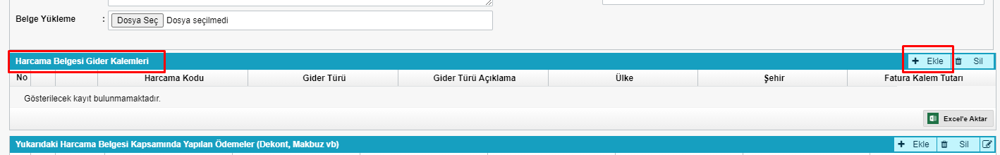 Belge Yükleme : Dosya Seç Dosya seçilmedi
Harcama Belgesi Gider Kalemleri Ekle Sil
No Harcama Kodu Gider Türü Gider Türü Açıklama Ülke Şehir Fatura Kalem Tutarı
Gösterilecek kayıt bulunmamaktadır.
Excel'e Aktar
Yukarıdaki Harcama Belgesi Kapsamında Yapılan Ödemeler (Dekont, Makbuz vb) Ekle Sil